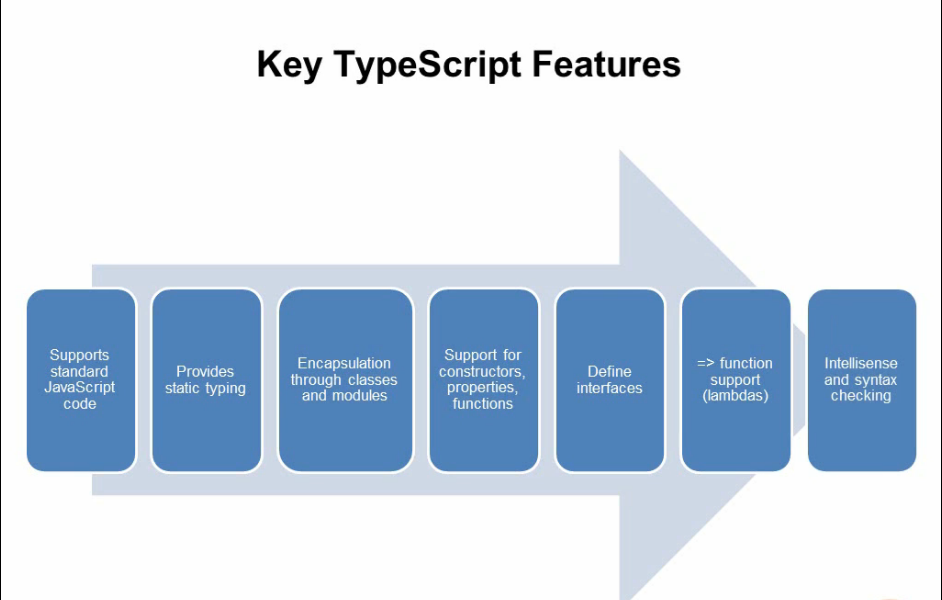 Key TypeScript Features
Supports
standard
JavaScript
code
Provides
static typing
Encapsulation
through classes
and modules
Support for
constructors,
properties,
functions
Define
interfaces
=> function
support
(lambdas)
Intellisense
and syntax
checking